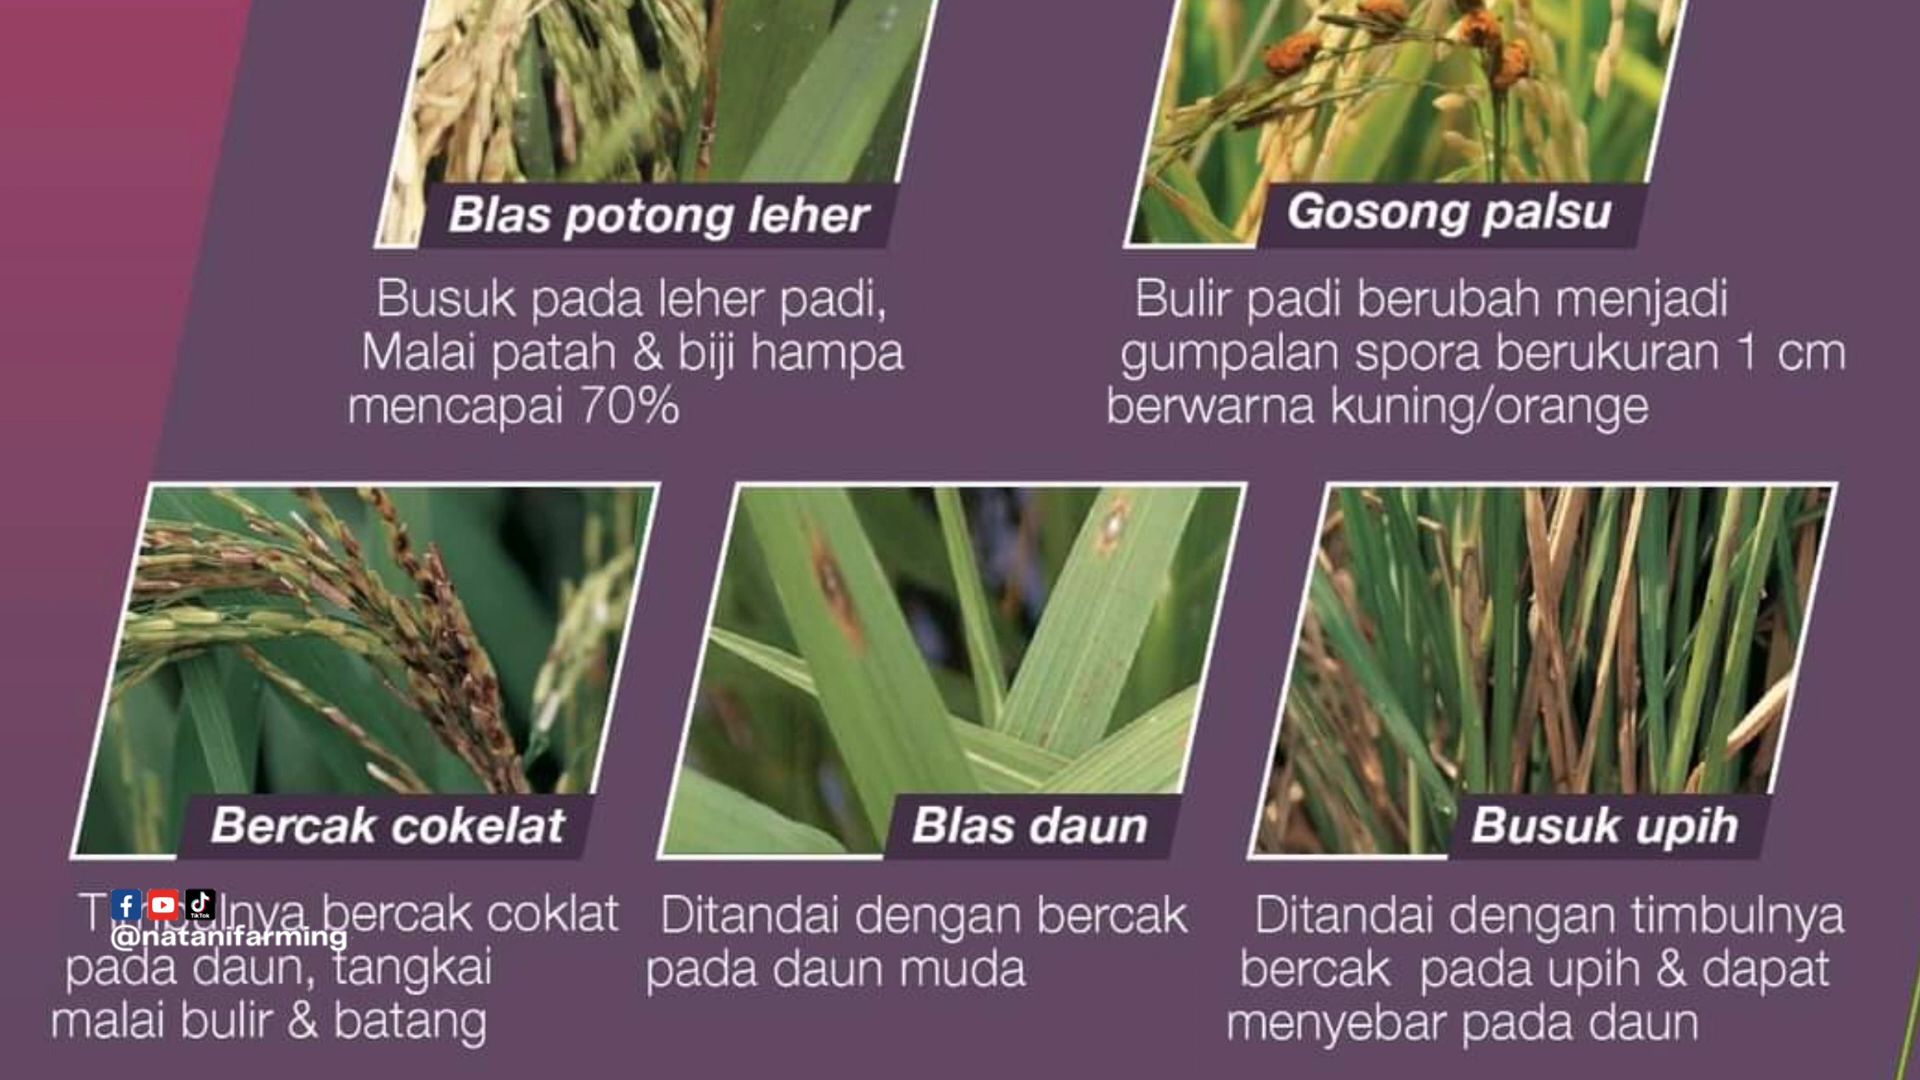 Blas potong leher
Busuk pada leher padi,
Malai patah & biji hampa
mencapai 70%
Gosong palsu
Bulir padi berubah menjadi
gumpalan spora berukuran 1 cm
berwarna kuning/orange
Bercak cokelat
Timbulnya bercak coklat
pada daun, tangkai
malai bulir & batang
Blas daun
Ditandai dengan bercak
pada daun muda
Busuk upih
Ditandai dengan timbulnya
bercak pada upih & dapat
menyebar pada daun
TikTok
@natanifarming